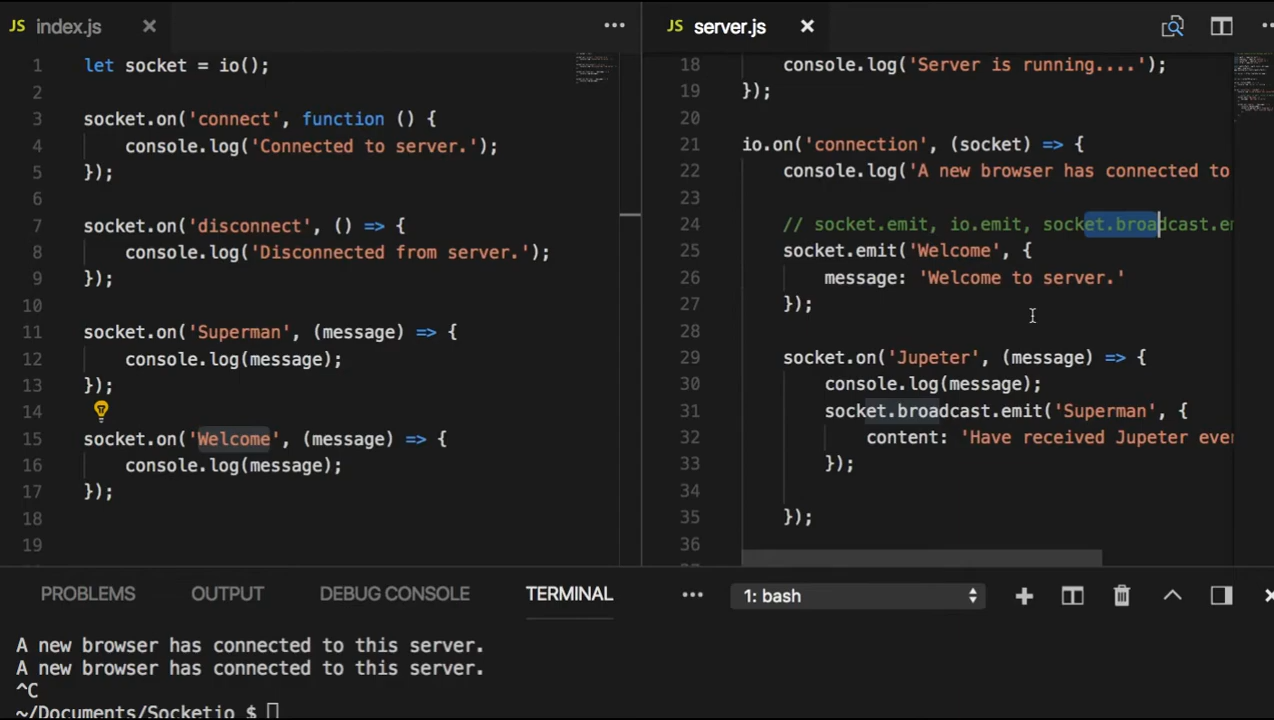 JS index.js ×
1 let socket = io();
2
3 socket.on('connect', function () {
4 console.log('Connected to server.');
5 });
6
7 socket.on('disconnect', () => {
8 console.log('Disconnected from server.');
9 });
10
11 socket.on('Superman', (message) => {
12 console.log(message);
13 });
14
15 socket.on('Welcome', (message) => {
16 console.log(message);
17 });
18
19
JS server.js ×
18 console.log('Server is running....');
19 });
20
21 io.on('connection', (socket) => {
22 console.log('A new browser has connected to
23
24 // socket.emit, io.emit, socket.broadcast.em
25 socket.emit('Welcome', {
26 message: 'Welcome to server.'
27 });
28
29 socket.on('Jupeter', (message) => {
30 console.log(message);
31 socket.broadcast.emit('Superman', {
32 content: 'Have received Jupeter eve
33 });
34
35 });
36
PROBLEMS OUTPUT DEBUG CONSOLE TERMINAL ••• 1: bash
A new browser has connected to this server.
A new browser has connected to this server.
^C
~/Documents/Socketio $